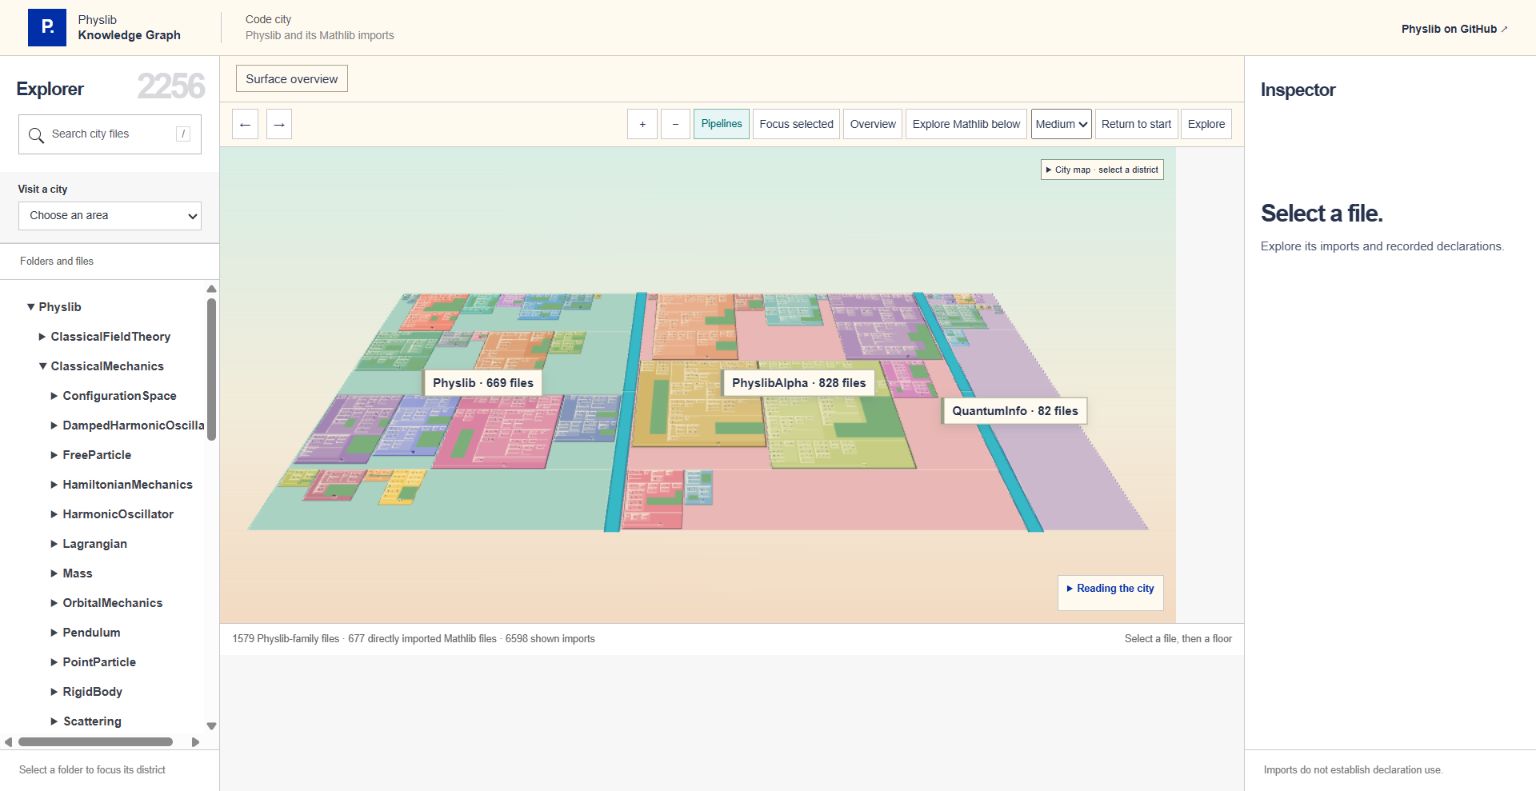 P.
Physlib
Knowledge Graph
Code city
Physlib and its Mathlib imports
Physlib on GitHub ↗
Explorer
2256
Search city files
/
Visit a city
Choose an area
Folders and files
▼ Physlib
▶ ClassicalFieldTheory
▼ ClassicalMechanics
▶ ConfigurationSpace
▶ DampedHarmonicOscilla
▶ FreeParticle
▶ HamiltonianMechanics
▶ HarmonicOscillator
▶ Lagrangian
▶ Mass
▶ OrbitalMechanics
▶ Pendulum
▶ PointParticle
▶ RigidBody
▶ Scattering
Select a folder to focus its district
Surface overview
← → + − Pipelines Focus selected Overview Explore Mathlib below Medium Return to start Explore
▶ City map · select a district
Physlib · 669 files
PhyslibAlpha · 828 files
QuantumInfo · 82 files
▶ Reading the city
1579 Physlib-family files · 677 directly imported Mathlib files · 6598 shown imports
Select a file, then a floor
Inspector
Select a file.
Explore its imports and recorded declarations.
Imports do not establish declaration use.